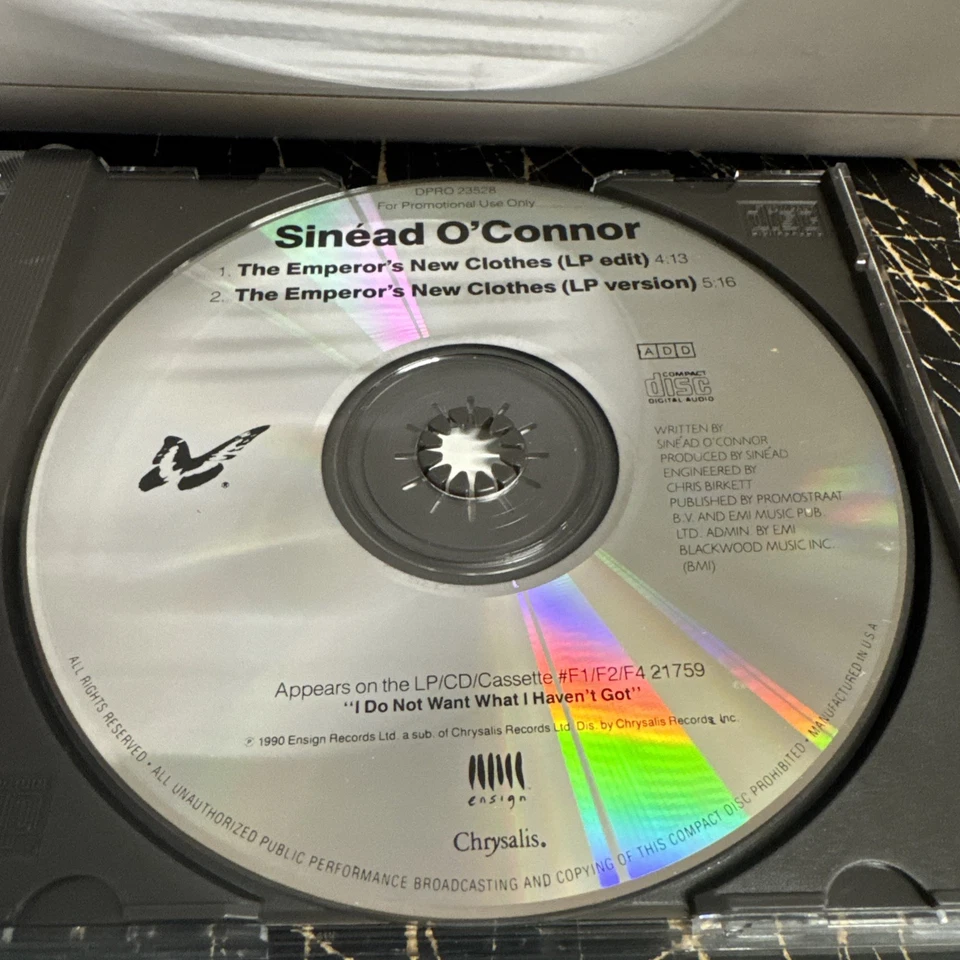 DPRO 23528
For Promotional Use Only
Sinéad O'Connor
1. The Emperor's New Clothes (LP edit) 4:13
2. The Emperor's New Clothes (LP version) 5:16
ADD
COMPACT
disc
DIGITAL AUDIO
WRITTEN BY
SINÉAD O'CONNOR
PRODUCED BY SINÉAD
ENGINEERED BY
CHRIS BIRKETT
PUBLISHED BY PROMOSTRAAT
B.V. AND EMI MUSIC PUB.
LTD. ADMIN. BY EMI
BLACKWOOD MUSIC INC.
(BMI)
Appears on the LP/CD/Cassette #F1/F2/F4 21759
"I Do Not Want What I Haven't Got"
℗ 1990 Ensign Records Ltd. a sub. of Chrysalis Records Ltd. Dis. by Chrysalis Records, Inc.
ensign
Chrysalis.
ALL RIGHTS RESERVED • ALL UNAUTHORIZED PUBLIC PERFORMANCE BROADCASTING AND COPYING OF THIS COMPACT DISC PROHIBITED • MANUFACTURED IN U S A